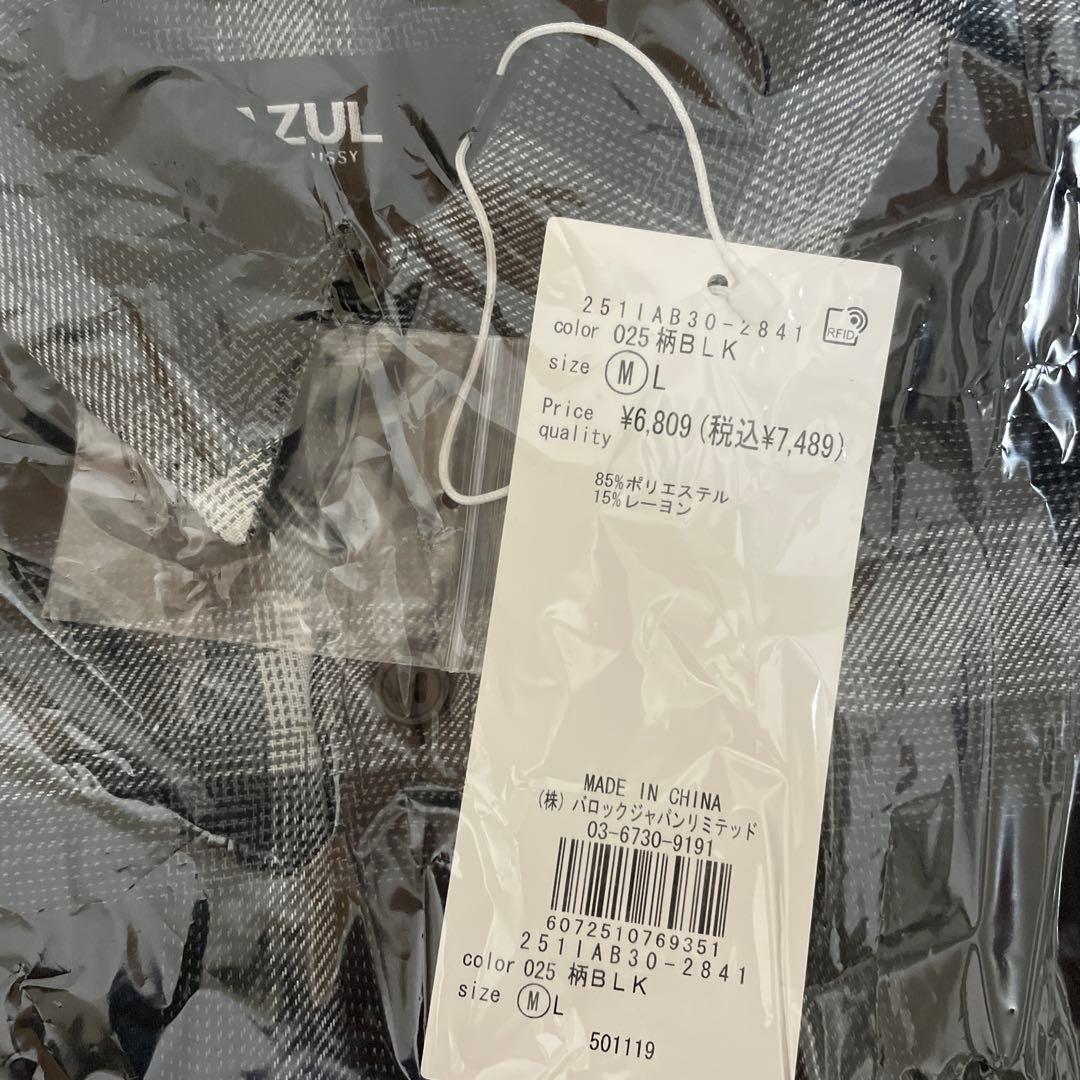 AZUL
251IAB30-2841
RFID
color 025 柄BLK
size Ⓜ L
Price ¥6,809 (税込¥7,489)
quality
85%ポリエステル
15%レーヨン
MADE IN CHINA
(株) バロックジャパンリミテッド
03-6730-9191
6072510769351
251IAB30-2841
color 025 柄BLK
size Ⓜ L
501119